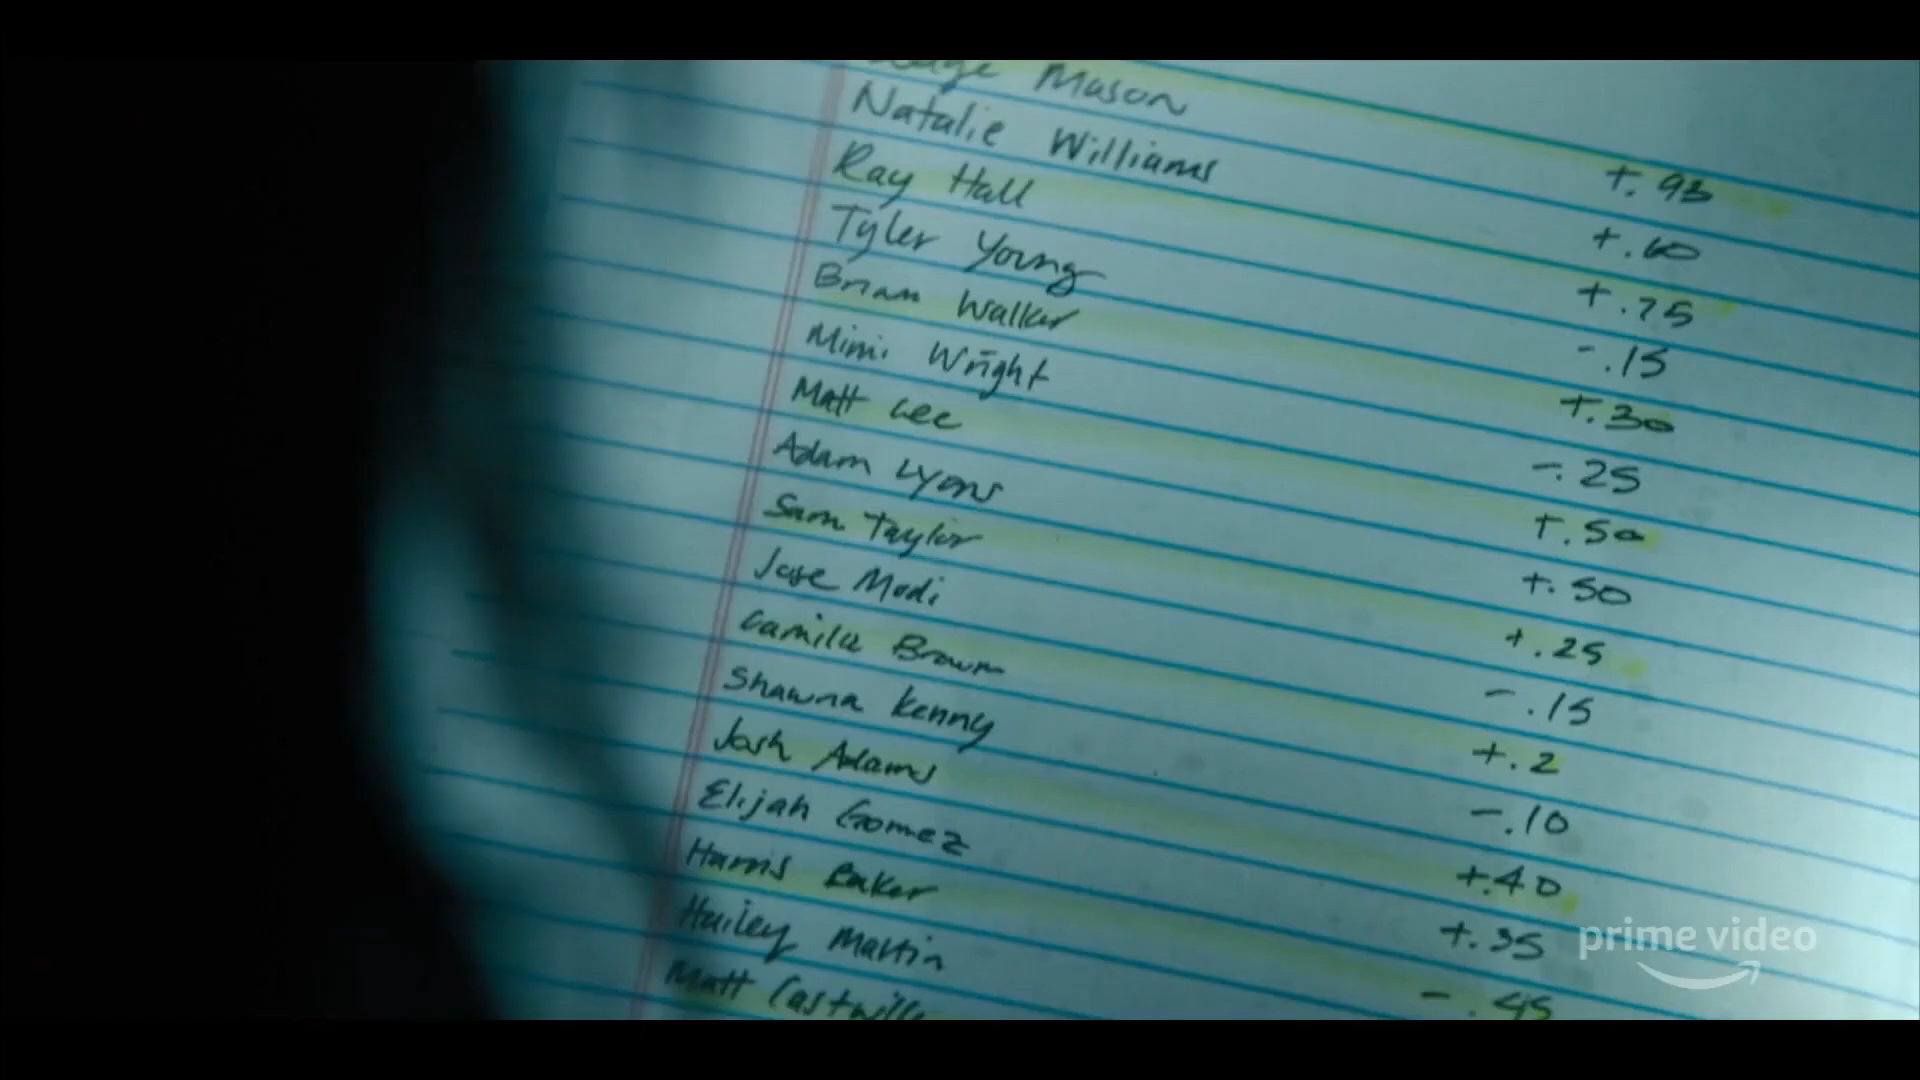 Mason +.93
Natalie Williams +.60
Ray Hall +.75
Tyler Young -.15
Brian Walker +.30
Mimi Wright -.25
Matt Lee +.50
Adam Lyons +.50
Sam Taylor +.25
Jose Modi -.15
Camila Brown +.2
Shawna Kenny -.10
Josh Adams +.40
Elijah Gomez +.35
Harris Baker -.45
Hailey Martin
Matt
prime video